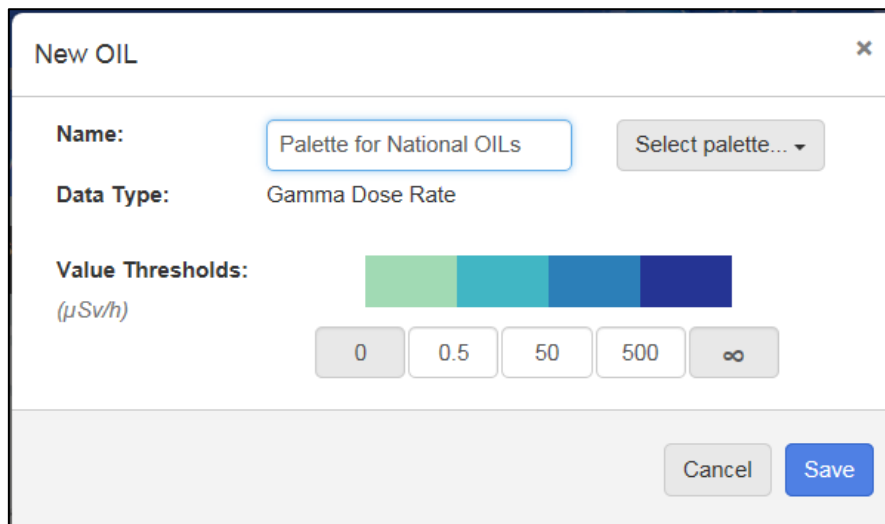 New OIL ×
Name: Palette for National OILs Select palette...
Data Type: Gamma Dose Rate
Value Thresholds:
(µSv/h)
0 0.5 50 500 ∞
Cancel Save